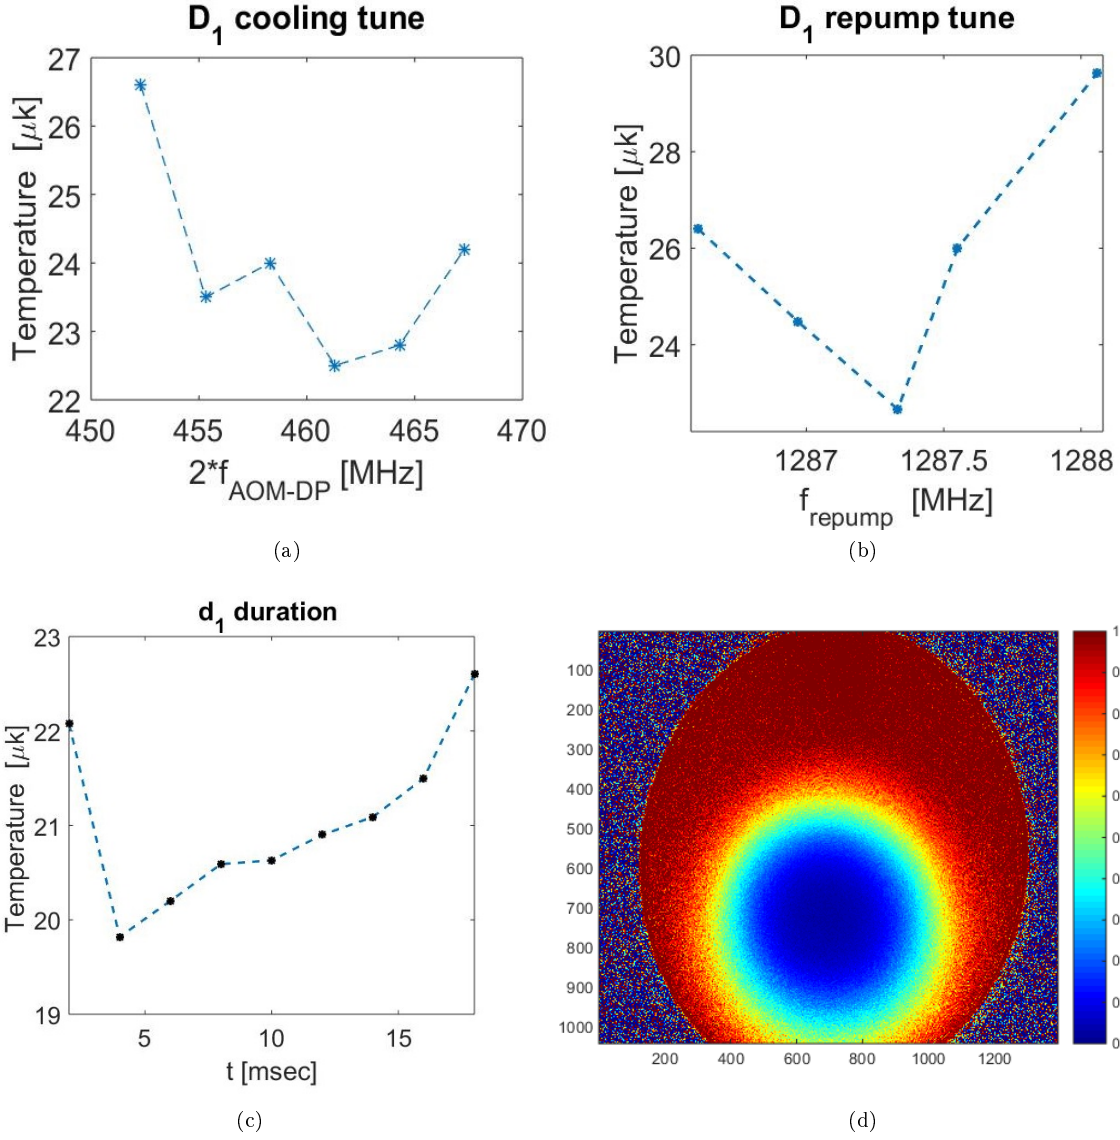 D1 cooling tune
27
26
25
24
23
22
Temperature [μk]
450 455 460 465 470
2*fAOM-DP [MHz]
(a)
D1 repump tune
30
28
26
24
Temperature [μk]
1287 1287.5 1288
frepump [MHz]
(b)
d1 duration
23
22
21
20
19
Temperature [μk]
5 10 15
t [msec]
(c)
100
200
300
400
500
600
700
800
900
1000
200 400 600 800 1000 1200
1
0
(d)